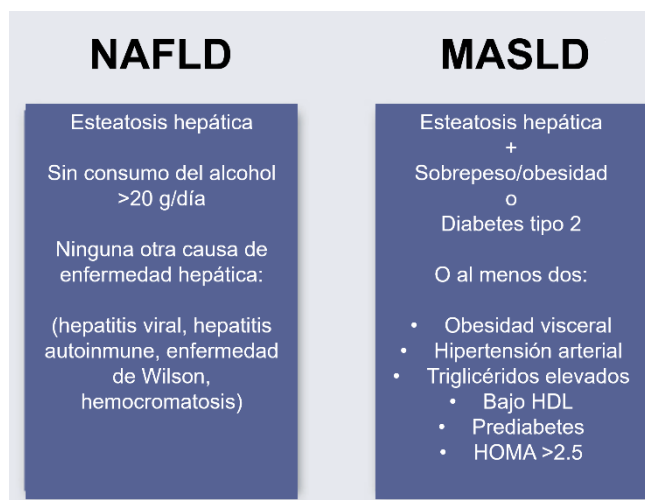 NAFLD
Esteatosis hepática
Sin consumo del alcohol
>20 g/día
Ninguna otra causa de
enfermedad hepática:
(hepatitis viral, hepatitis
autoinmune, enfermedad
de Wilson,
hemocromatosis)
MASLD
Esteatosis hepática
+
Sobrepeso/obesidad
o
Diabetes tipo 2
O al menos dos:
• Obesidad visceral
• Hipertensión arterial
• Triglicéridos elevados
• Bajo HDL
• Prediabetes
• HOMA >2.5